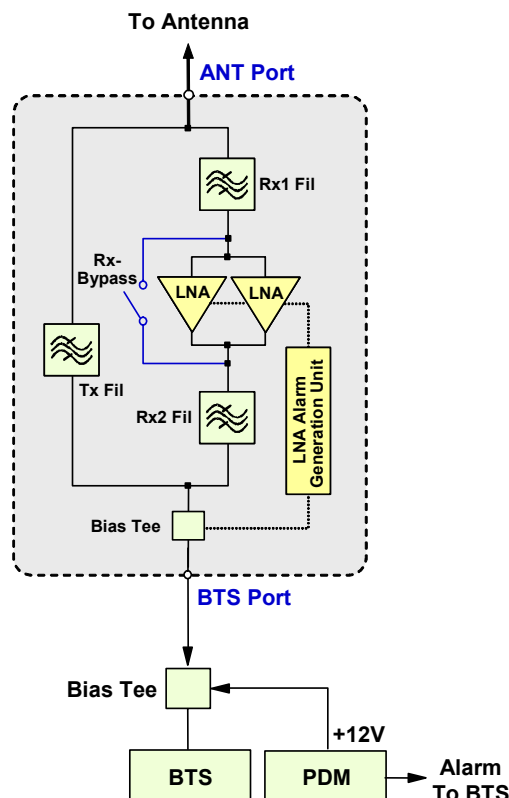 To Antenna
ANT Port
Rx1 Fil
Rx-
Bypass
LNA
LNA
Tx Fil
Rx2 Fil
LNA Alarm
Generation Unit
Bias Tee
BTS Port
Bias Tee
+12V
BTS
PDM
Alarm
To BTS